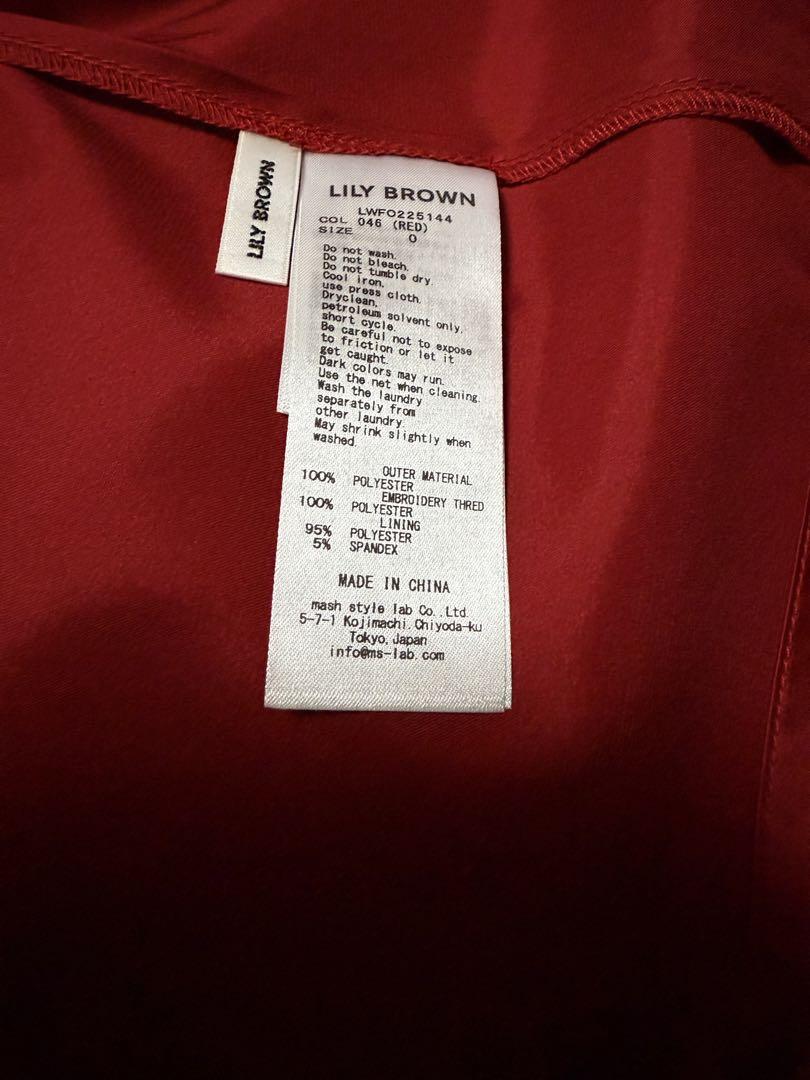 LILY BROWN
LILY BROWN
LWFO225144
COL 046 (RED)
SIZE 0
Do not wash.
Do not bleach.
Do not tumble dry.
Cool iron.
use press cloth.
Dryclean,
petroleum solvent only,
short cycle.
Be careful not to expose
to friction or let it
get caught.
Dark colors may run.
Use the net when cleaning.
Wash the laundry
separately from
other laundry.
May shrink slightly when
washed.
OUTER MATERIAL
100% POLYESTER
EMBROIDERY THRED
100% POLYESTER
LINING
95% POLYESTER
5% SPANDEX
MADE IN CHINA
mash style lab Co.,Ltd.
5-7-1 Kojimachi,Chiyoda-ku
Tokyo,Japan
info@ms-lab.com